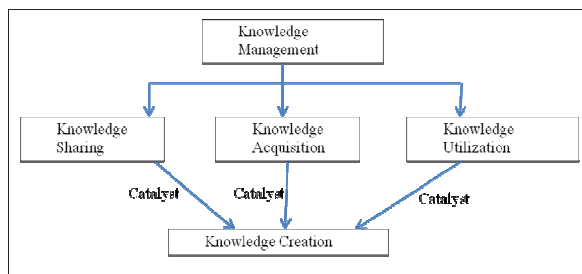 Knowledge
Management
Knowledge
Sharing
Knowledge
Acquisition
Knowledge
Utilization
Catalyst
Catalyst
Catalyst
Knowledge Creation